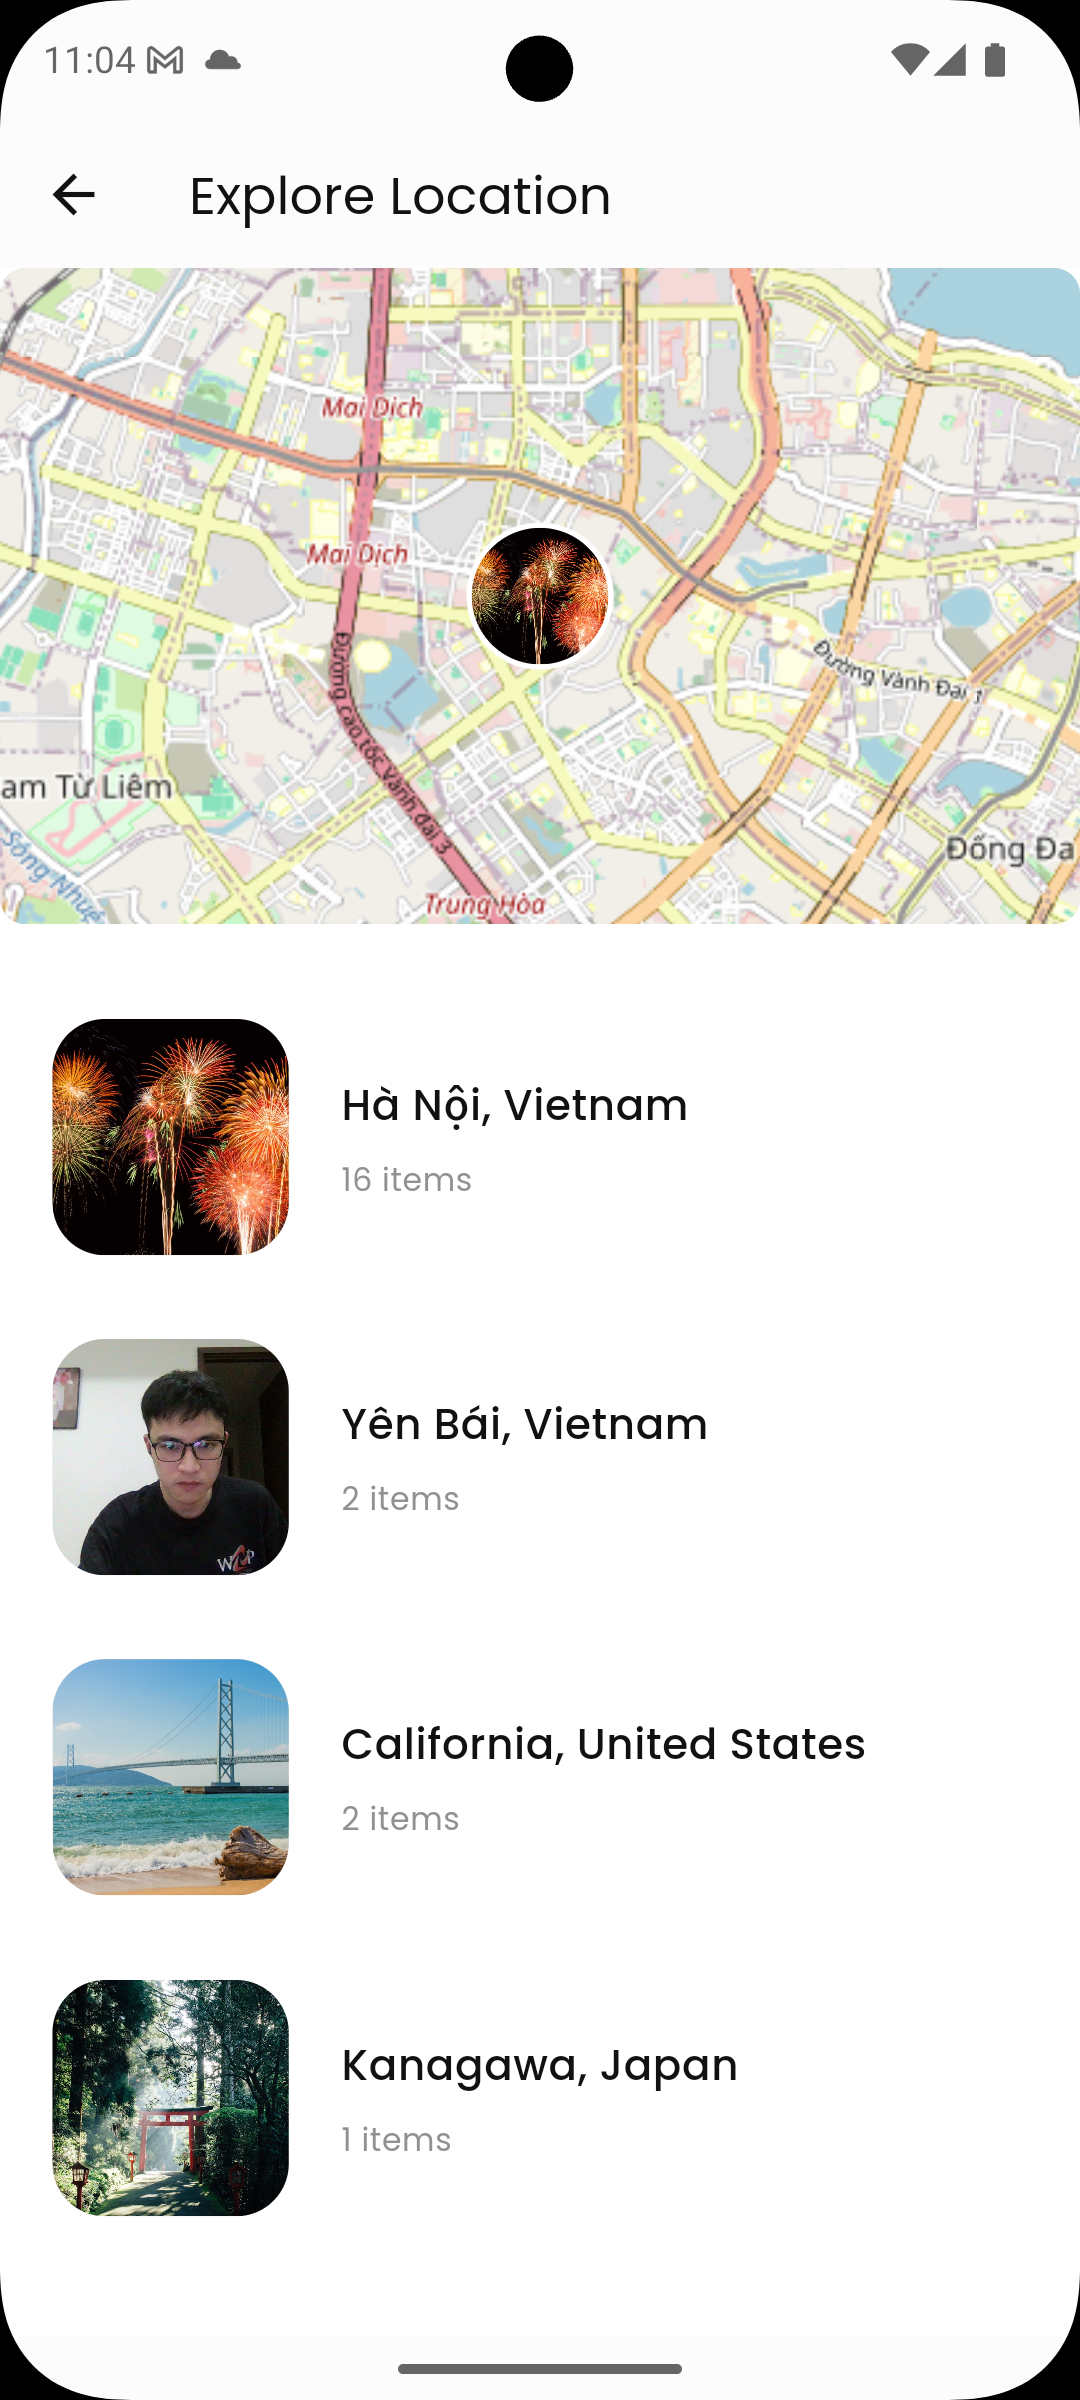 11:04
Explore Location
Mai Dich
Mai Dịch
Đường cao tốc Vành đai 3
Đường Vành Đai 1
am Từ Liêm
Sông Nhuệ
Đống Đa
Trung Hòa
Hà Nội, Vietnam
16 items
Yên Bái, Vietnam
2 items
California, United States
2 items
Kanagawa, Japan
1 items